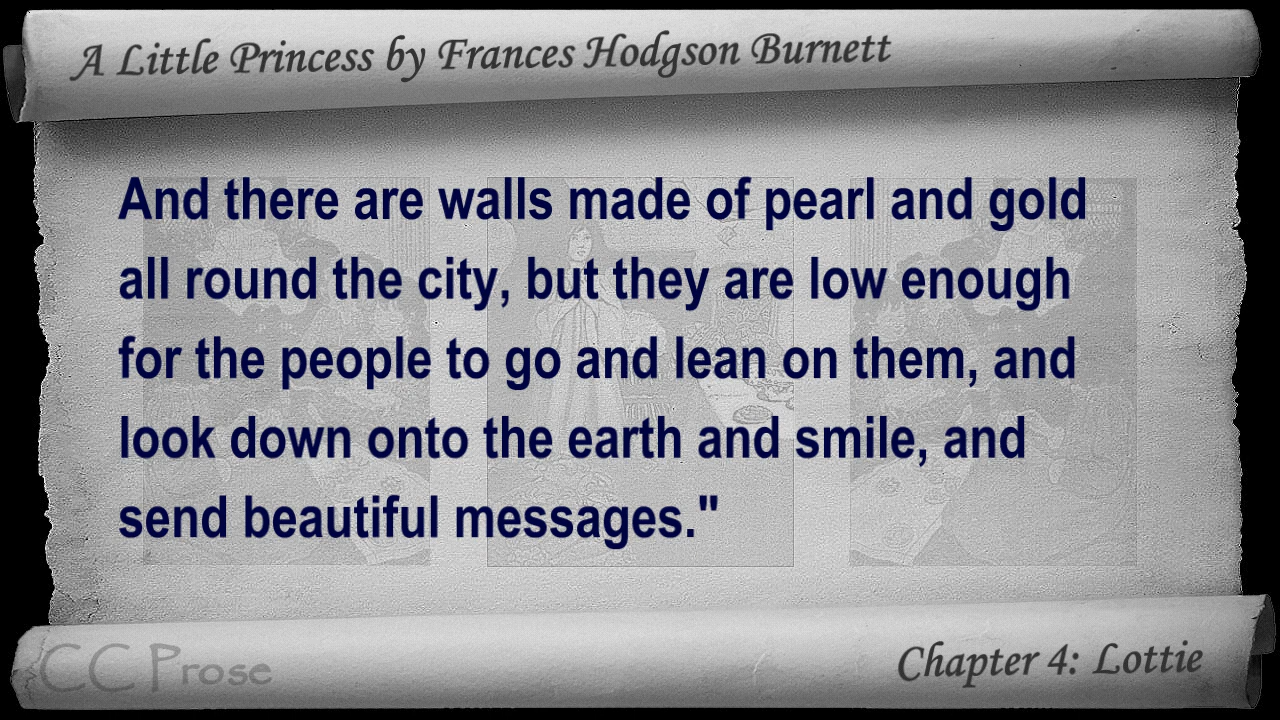 A Little Princess by Frances Hodgson Burnett
And there are walls made of pearl and gold
all round the city, but they are low enough
for the people to go and lean on them, and
look down onto the earth and smile, and
send beautiful messages."
CC Prose
Chapter 4: Lottie